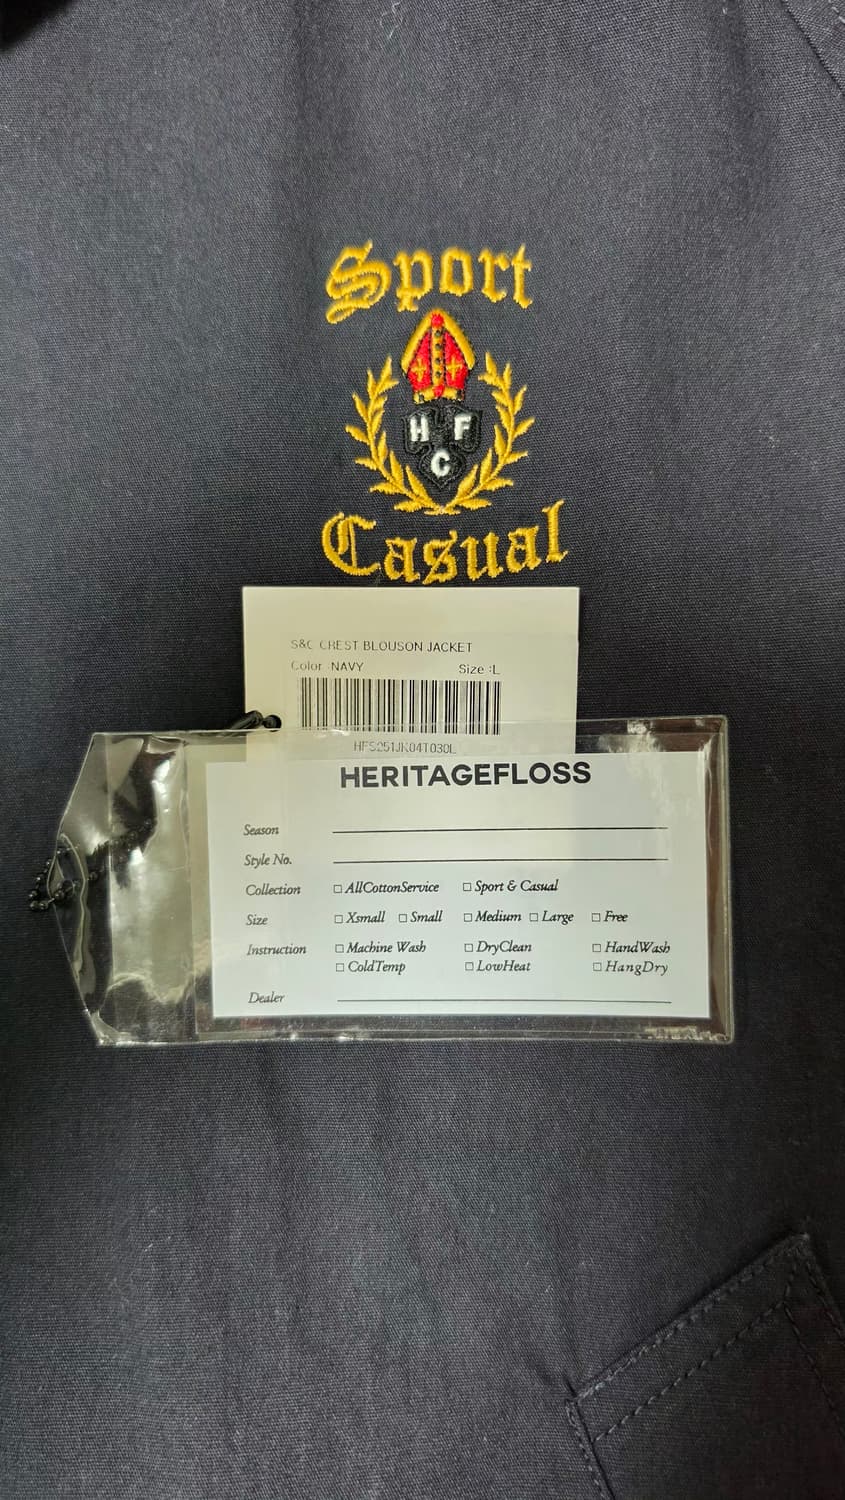 Sport
H F
C
Casual
S&C CREST BLOUSON JACKET
Color :NAVY Size :L
HFS251JK04T030L
HERITAGEFLOSS
Season
Style No.
Collection □ AllCottonService □ Sport & Casual
Size □ Xsmall □ Small □ Medium □ Large □ Free
Instruction □ Machine Wash □ DryClean □ HandWash
□ ColdTemp □ LowHeat □ HangDry
Dealer